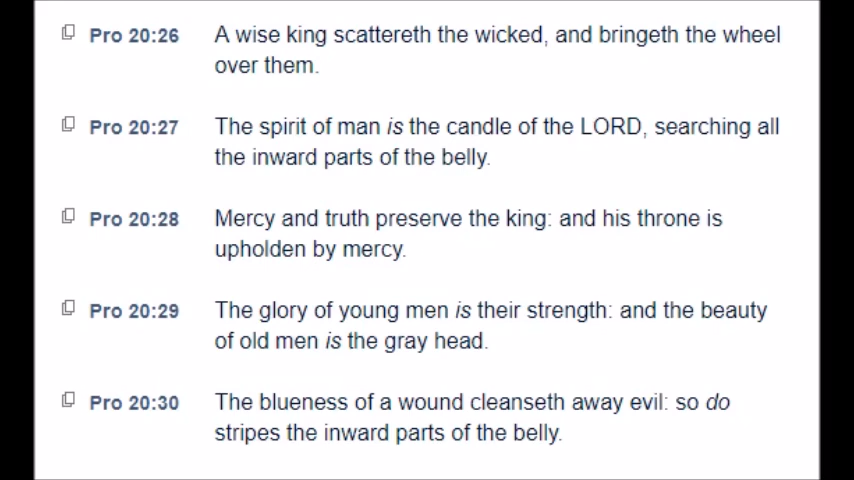 Pro 20:26 A wise king scattereth the wicked, and bringeth the wheel
over them.
Pro 20:27 The spirit of man is the candle of the LORD, searching all
the inward parts of the belly.
Pro 20:28 Mercy and truth preserve the king: and his throne is
upholden by mercy.
Pro 20:29 The glory of young men is their strength: and the beauty
of old men is the gray head.
Pro 20:30 The blueness of a wound cleanseth away evil: so do
stripes the inward parts of the belly.